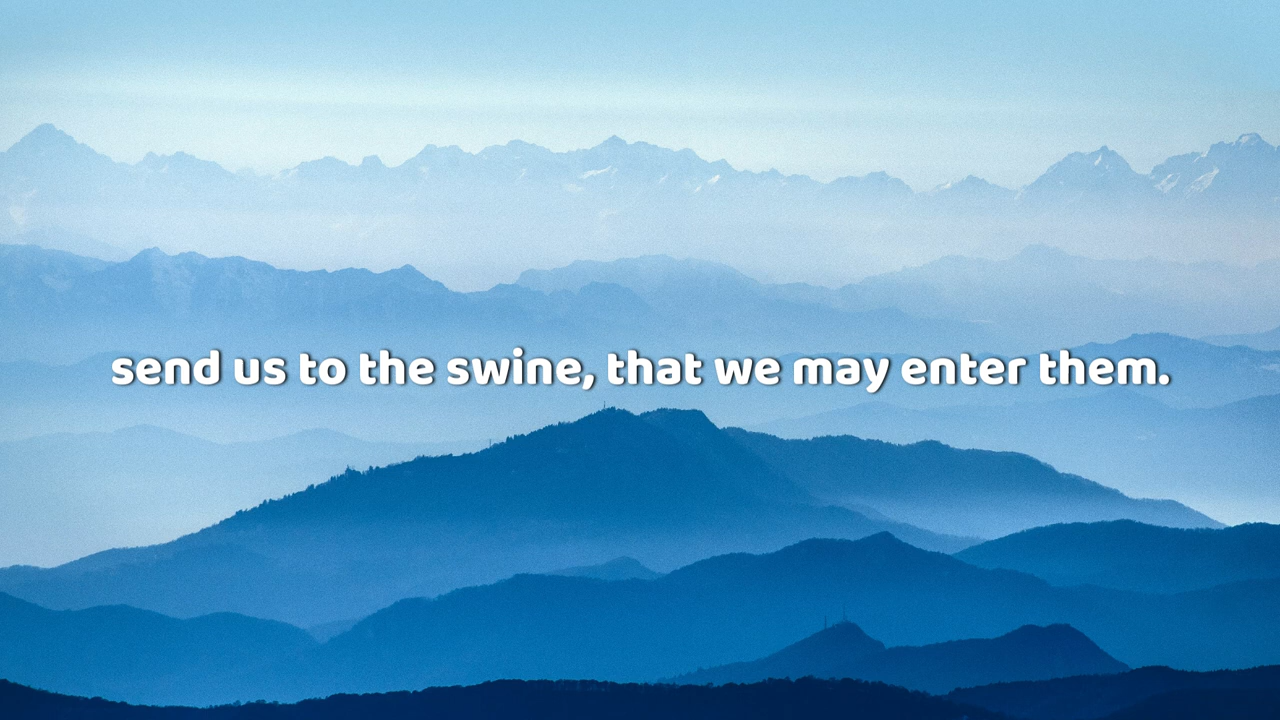 send us to the swine, that we may enter them.